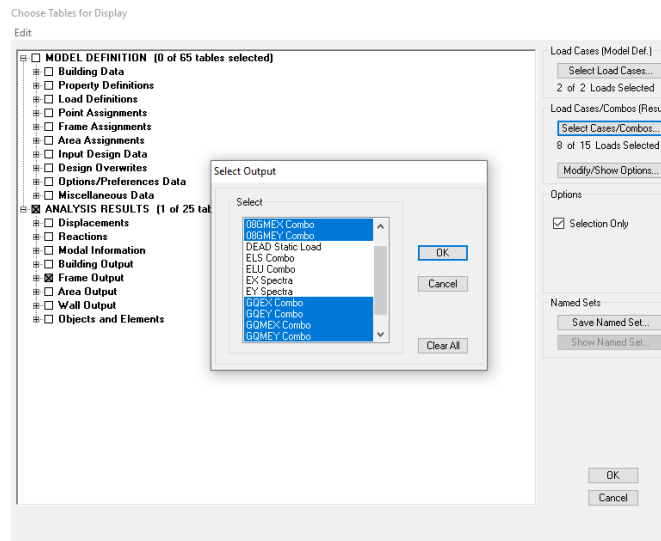 Choose Tables for Display
Edit
MODEL DEFINITION (0 of 65 tables selected)
Building Data
Property Definitions
Load Definitions
Point Assignments
Frame Assignments
Area Assignments
Input Design Data
Design Overwrites
Options/Preferences Data
Miscellaneous Data
ANALYSIS RESULTS (1 of 25 tab
Displacements
Reactions
Modal Information
Building Output
Frame Output
Area Output
Wall Output
Objects and Elements
Select Output
Select
08GMEX Combo
08GMEY Combo
DEAD Static Load
ELS Combo
ELU Combo
EX Spectra
EY Spectra
GQEX Combo
GQEY Combo
GQMEX Combo
GQMEY Combo
OK
Cancel
Clear All
Load Cases (Model Def.)
Select Load Cases...
2 of 2 Loads Selected
Load Cases/Combos (Resu
Select Cases/Combos...
8 of 15 Loads Selected
Modify/Show Options...
Options
Selection Only
Named Sets
Save Named Set...
Show Named Set...
OK
Cancel